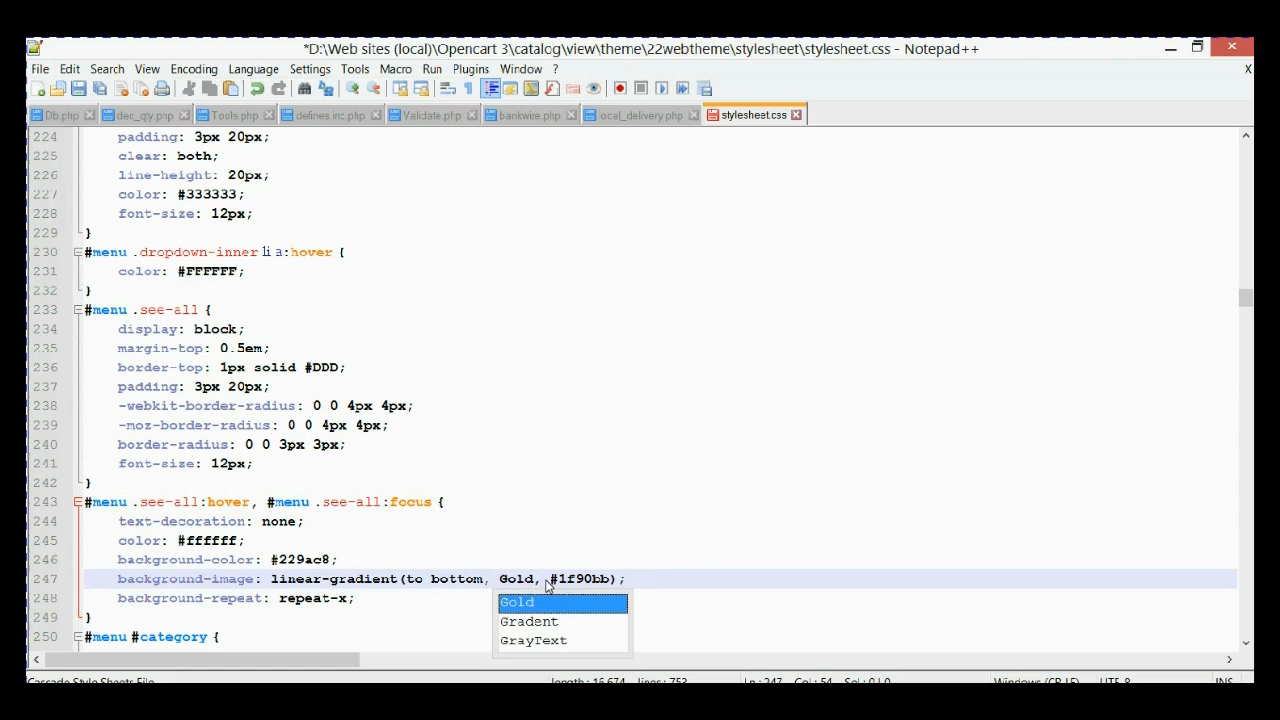 *D:\Web sites (local)\Opencart 3\catalog\view\theme\22webtheme\stylesheet\stylesheet.css - Notepad++
File Edit Search View Encoding Language Settings Tools Macro Run Plugins Window ? X
Db.php dec_qty.php Tools.php defines.inc.php Validate.php bankwire.php ocal_delivery.php stylesheet.css
224 padding: 3px 20px;
225 clear: both;
226 line-height: 20px;
227 color: #333333;
228 font-size: 12px;
229 }
230 #menu .dropdown-inner li a:hover {
231 color: #FFFFFF;
232 }
233 #menu .see-all {
234 display: block;
235 margin-top: 0.5em;
236 border-top: 1px solid #DDD;
237 padding: 3px 20px;
238 -webkit-border-radius: 0 0 4px 4px;
239 -moz-border-radius: 0 0 4px 4px;
240 border-radius: 0 0 3px 3px;
241 font-size: 12px;
242 }
243 #menu .see-all:hover, #menu .see-all:focus {
244 text-decoration: none;
245 color: #ffffff;
246 background-color: #229ac8;
247 background-image: linear-gradient(to bottom, Gold, #1f90bb);
248 background-repeat: repeat-x;
249 }
250 #menu #category {
Gold
Gradent
GrayText
Cascade Style Sheets File length : 16,674 lines : 753 Ln : 247 Col : 54 Sel : 0 | 0 Windows (CR LF) UTF-8 INS